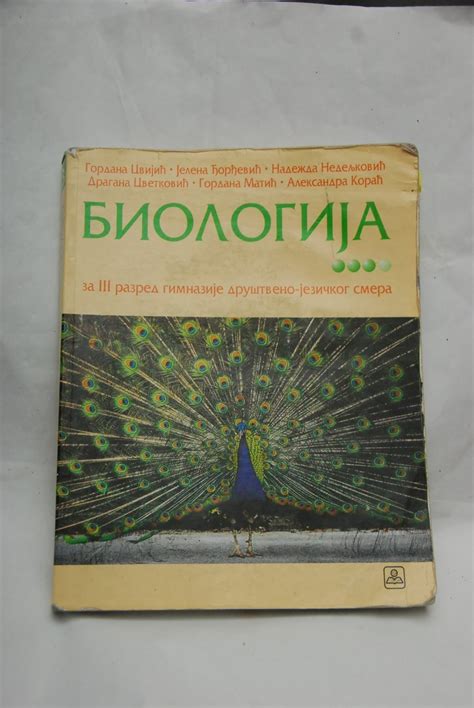 Гордана Цвијић • Јелена Ђорђевић • Надежда Недељковић
Драгана Цветковић • Гордана Матић • Александра Кораћ
БИОЛОГИЈА
за III разред гимназије друштвено-језичког смера